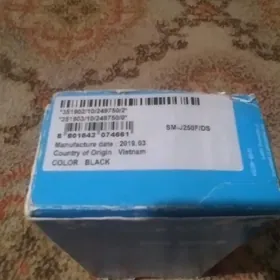 *351902/10/249750/2*
*351903/10/249750/0*
SM-J250F/DS
8 801643 074661
Manufacture date : 2018.03
Country of Origin : Vietnam
COLOR : BLACK